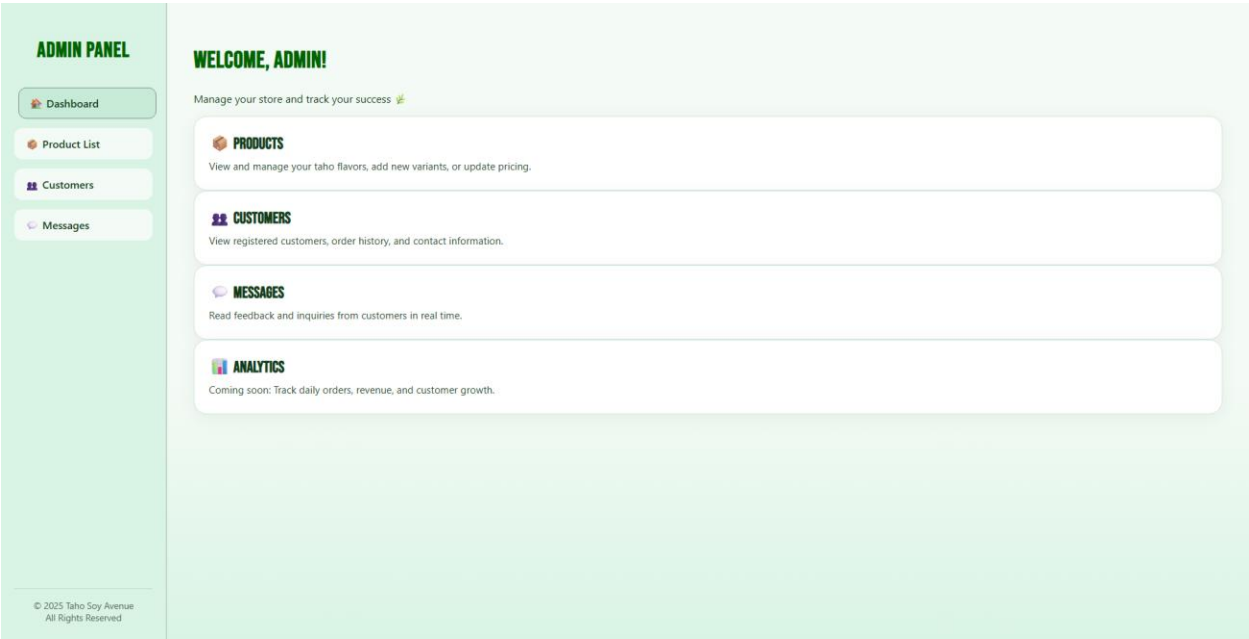 ADMIN PANEL
Dashboard
Product List
Customers
Messages
© 2025 Taho Soy Avenue
All Rights Reserved
WELCOME, ADMIN!
Manage your store and track your success
PRODUCTS
View and manage your taho flavors, add new variants, or update pricing.
CUSTOMERS
View registered customers, order history, and contact information.
MESSAGES
Read feedback and inquiries from customers in real time.
ANALYTICS
Coming soon: Track daily orders, revenue, and customer growth.